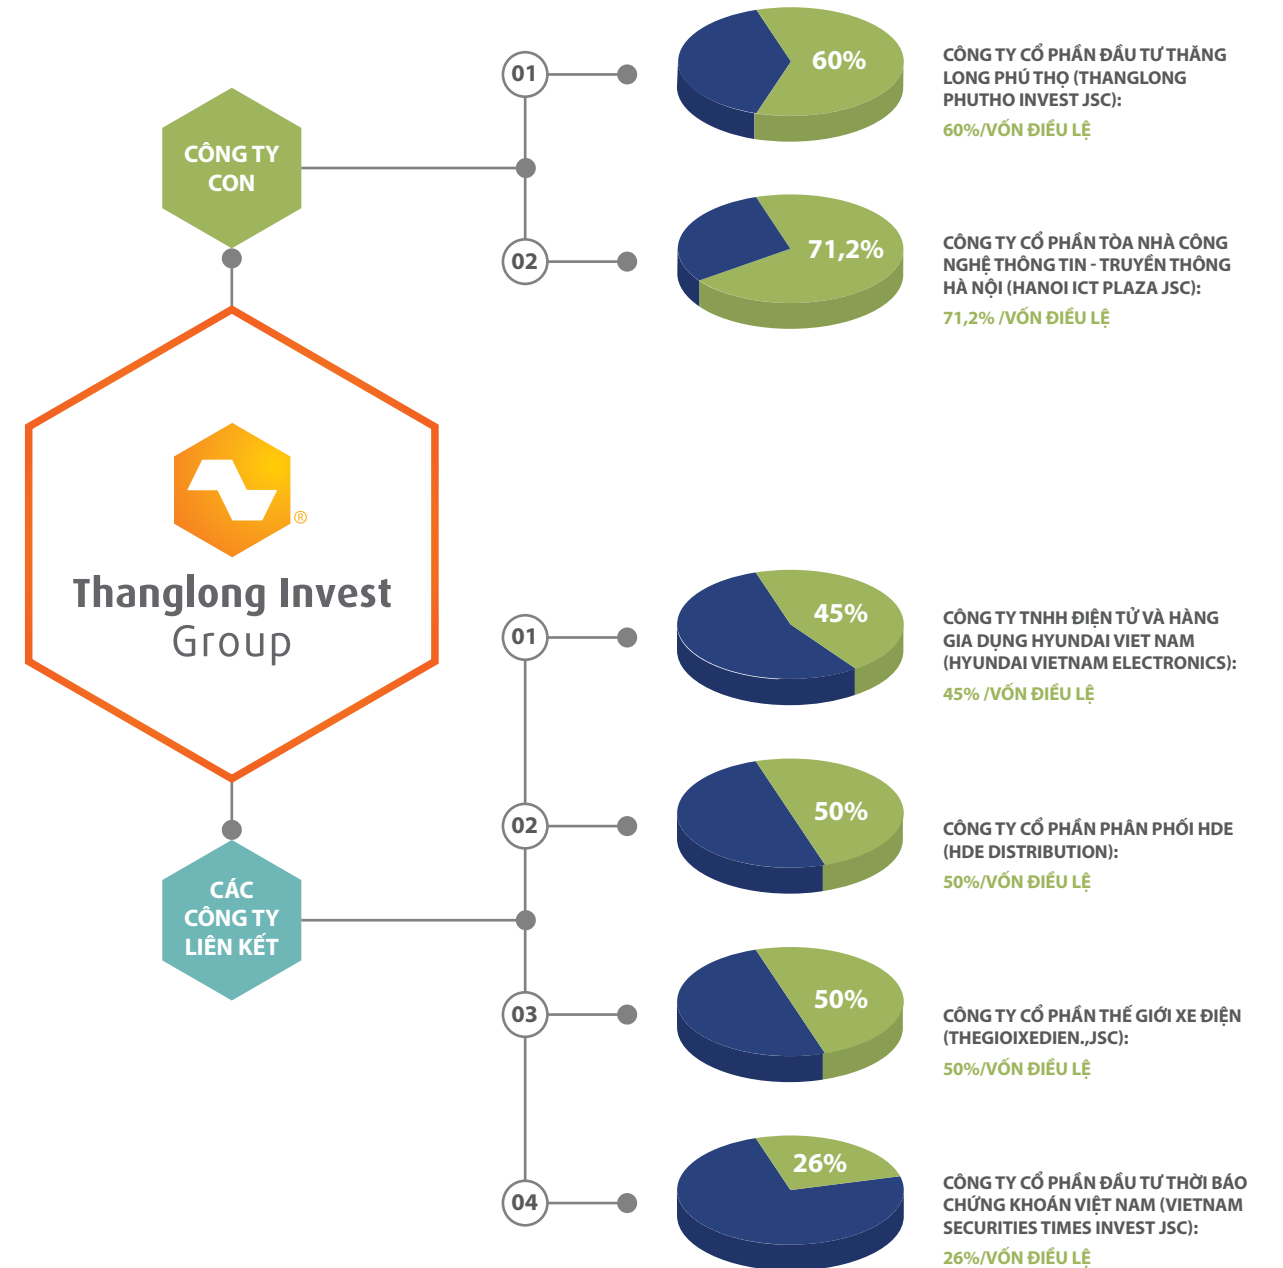 CÔNG TY
CON
01
60%
CÔNG TY CỔ PHẦN ĐẦU TƯ THĂNG
LONG PHÚ THỌ (THANGLONG
PHUTHO INVEST JSC):
60%/VỐN ĐIỀU LỆ
02
71,2%
CÔNG TY CỔ PHẦN TÒA NHÀ CÔNG
NGHỆ THÔNG TIN - TRUYỀN THÔNG
HÀ NỘI (HANOI ICT PLAZA JSC):
71,2% /VỐN ĐIỀU LỆ
®
Thanglong Invest
Group
CÁC
CÔNG TY
LIÊN KẾT
01
45%
CÔNG TY TNHH ĐIỆN TỬ VÀ HÀNG
GIA DỤNG HYUNDAI VIET NAM
(HYUNDAI VIETNAM ELECTRONICS):
45% /VỐN ĐIỀU LỆ
02
50%
CÔNG TY CỔ PHẦN PHÂN PHỐI HDE
(HDE DISTRIBUTION):
50%/VỐN ĐIỀU LỆ
03
50%
CÔNG TY CỔ PHẦN THẾ GIỚI XE ĐIỆN
(THEGIOIXEDIEN.,JSC):
50%/VỐN ĐIỀU LỆ
04
26%
CÔNG TY CỔ PHẦN ĐẦU TƯ THỜI BÁO
CHỨNG KHOÁN VIỆT NAM (VIETNAM
SECURITIES TIMES INVEST JSC):
26%/VỐN ĐIỀU LỆ